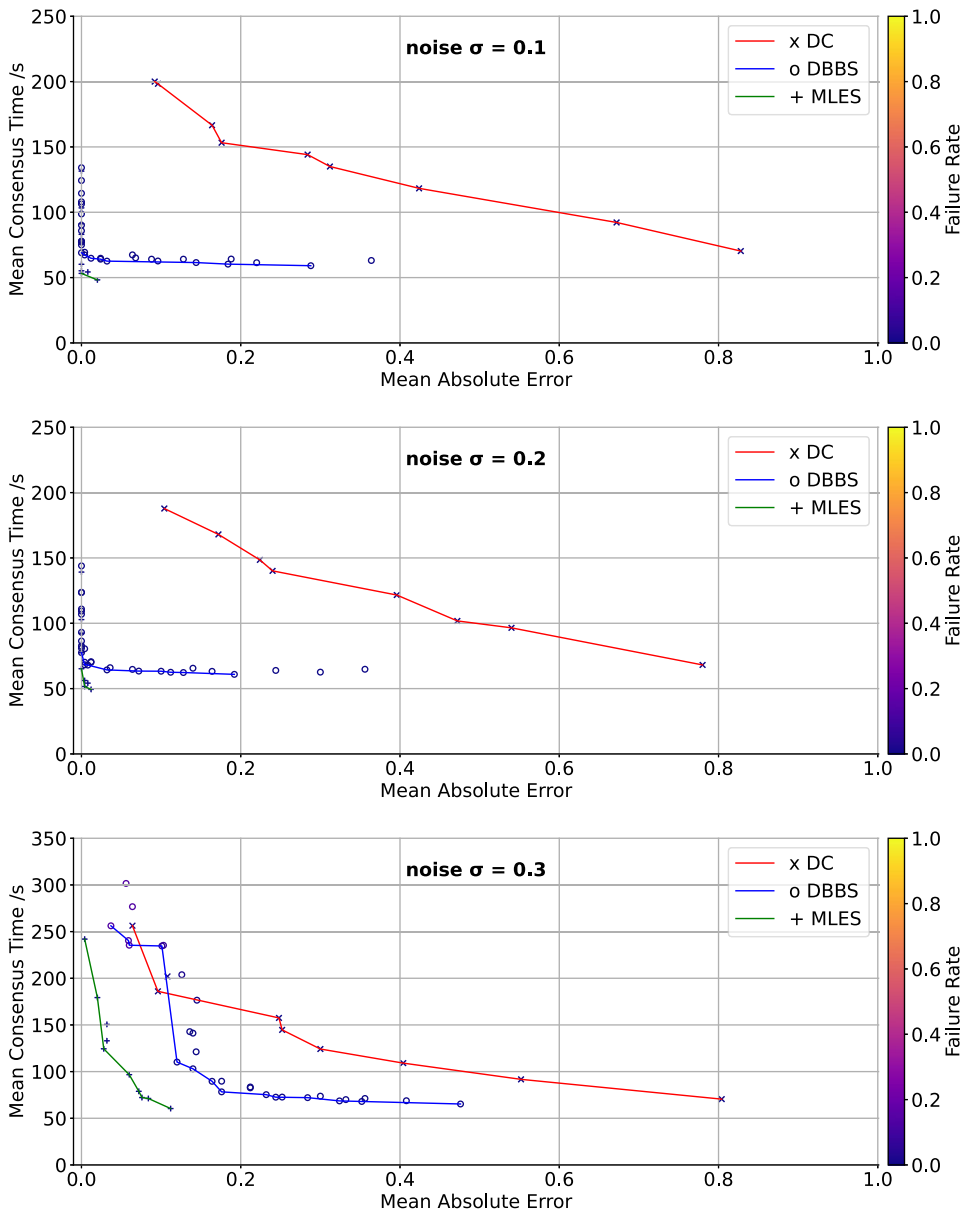 250
200
150
100
50
0
Mean Consensus Time /s
noise σ = 0.1
x DC
o DBBS
+ MLES
0.0 0.2 0.4 0.6 0.8 1.0
Mean Absolute Error
1.0
0.8
0.6
0.4
0.2
0.0
Failure Rate
250
200
150
100
50
0
Mean Consensus Time /s
noise σ = 0.2
x DC
o DBBS
+ MLES
0.0 0.2 0.4 0.6 0.8 1.0
Mean Absolute Error
1.0
0.8
0.6
0.4
0.2
0.0
Failure Rate
350
300
250
200
150
100
50
0
Mean Consensus Time /s
noise σ = 0.3
x DC
o DBBS
+ MLES
0.0 0.2 0.4 0.6 0.8 1.0
Mean Absolute Error
1.0
0.8
0.6
0.4
0.2
0.0
Failure Rate